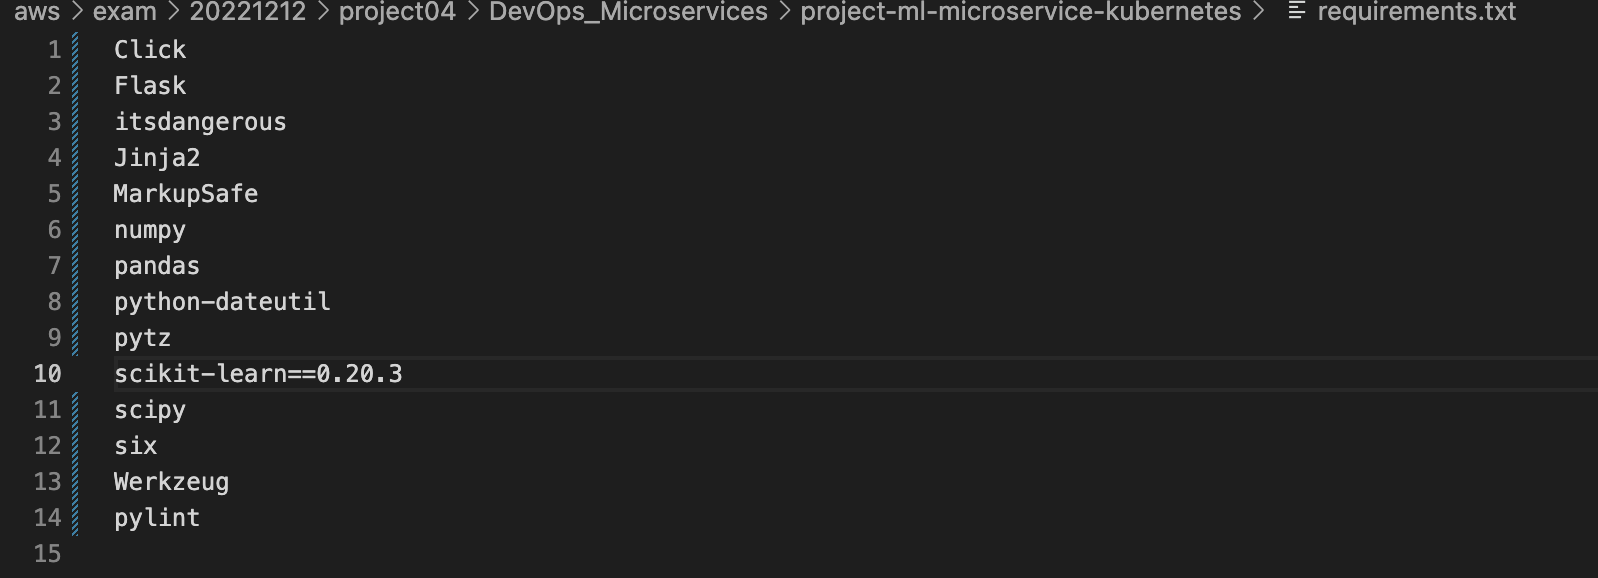 aws > exam > 20221212 > project04 > DevOps_Microservices > project-ml-microservice-kubernetes > requirements.txt
1 Click
2 Flask
3 itsdangerous
4 Jinja2
5 MarkupSafe
6 numpy
7 pandas
8 python-dateutil
9 pytz
10 scikit-learn==0.20.3
11 scipy
12 six
13 Werkzeug
14 pylint
15